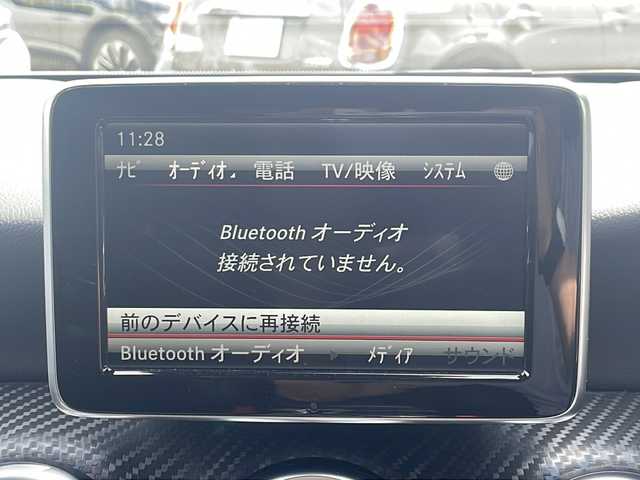 11:28
ナビ オーディオ 電話 TV/映像 システム
Bluetooth オーディオ
接続されていません。
前のデバイスに再接続
Bluetooth オーディオ メディア サウンド